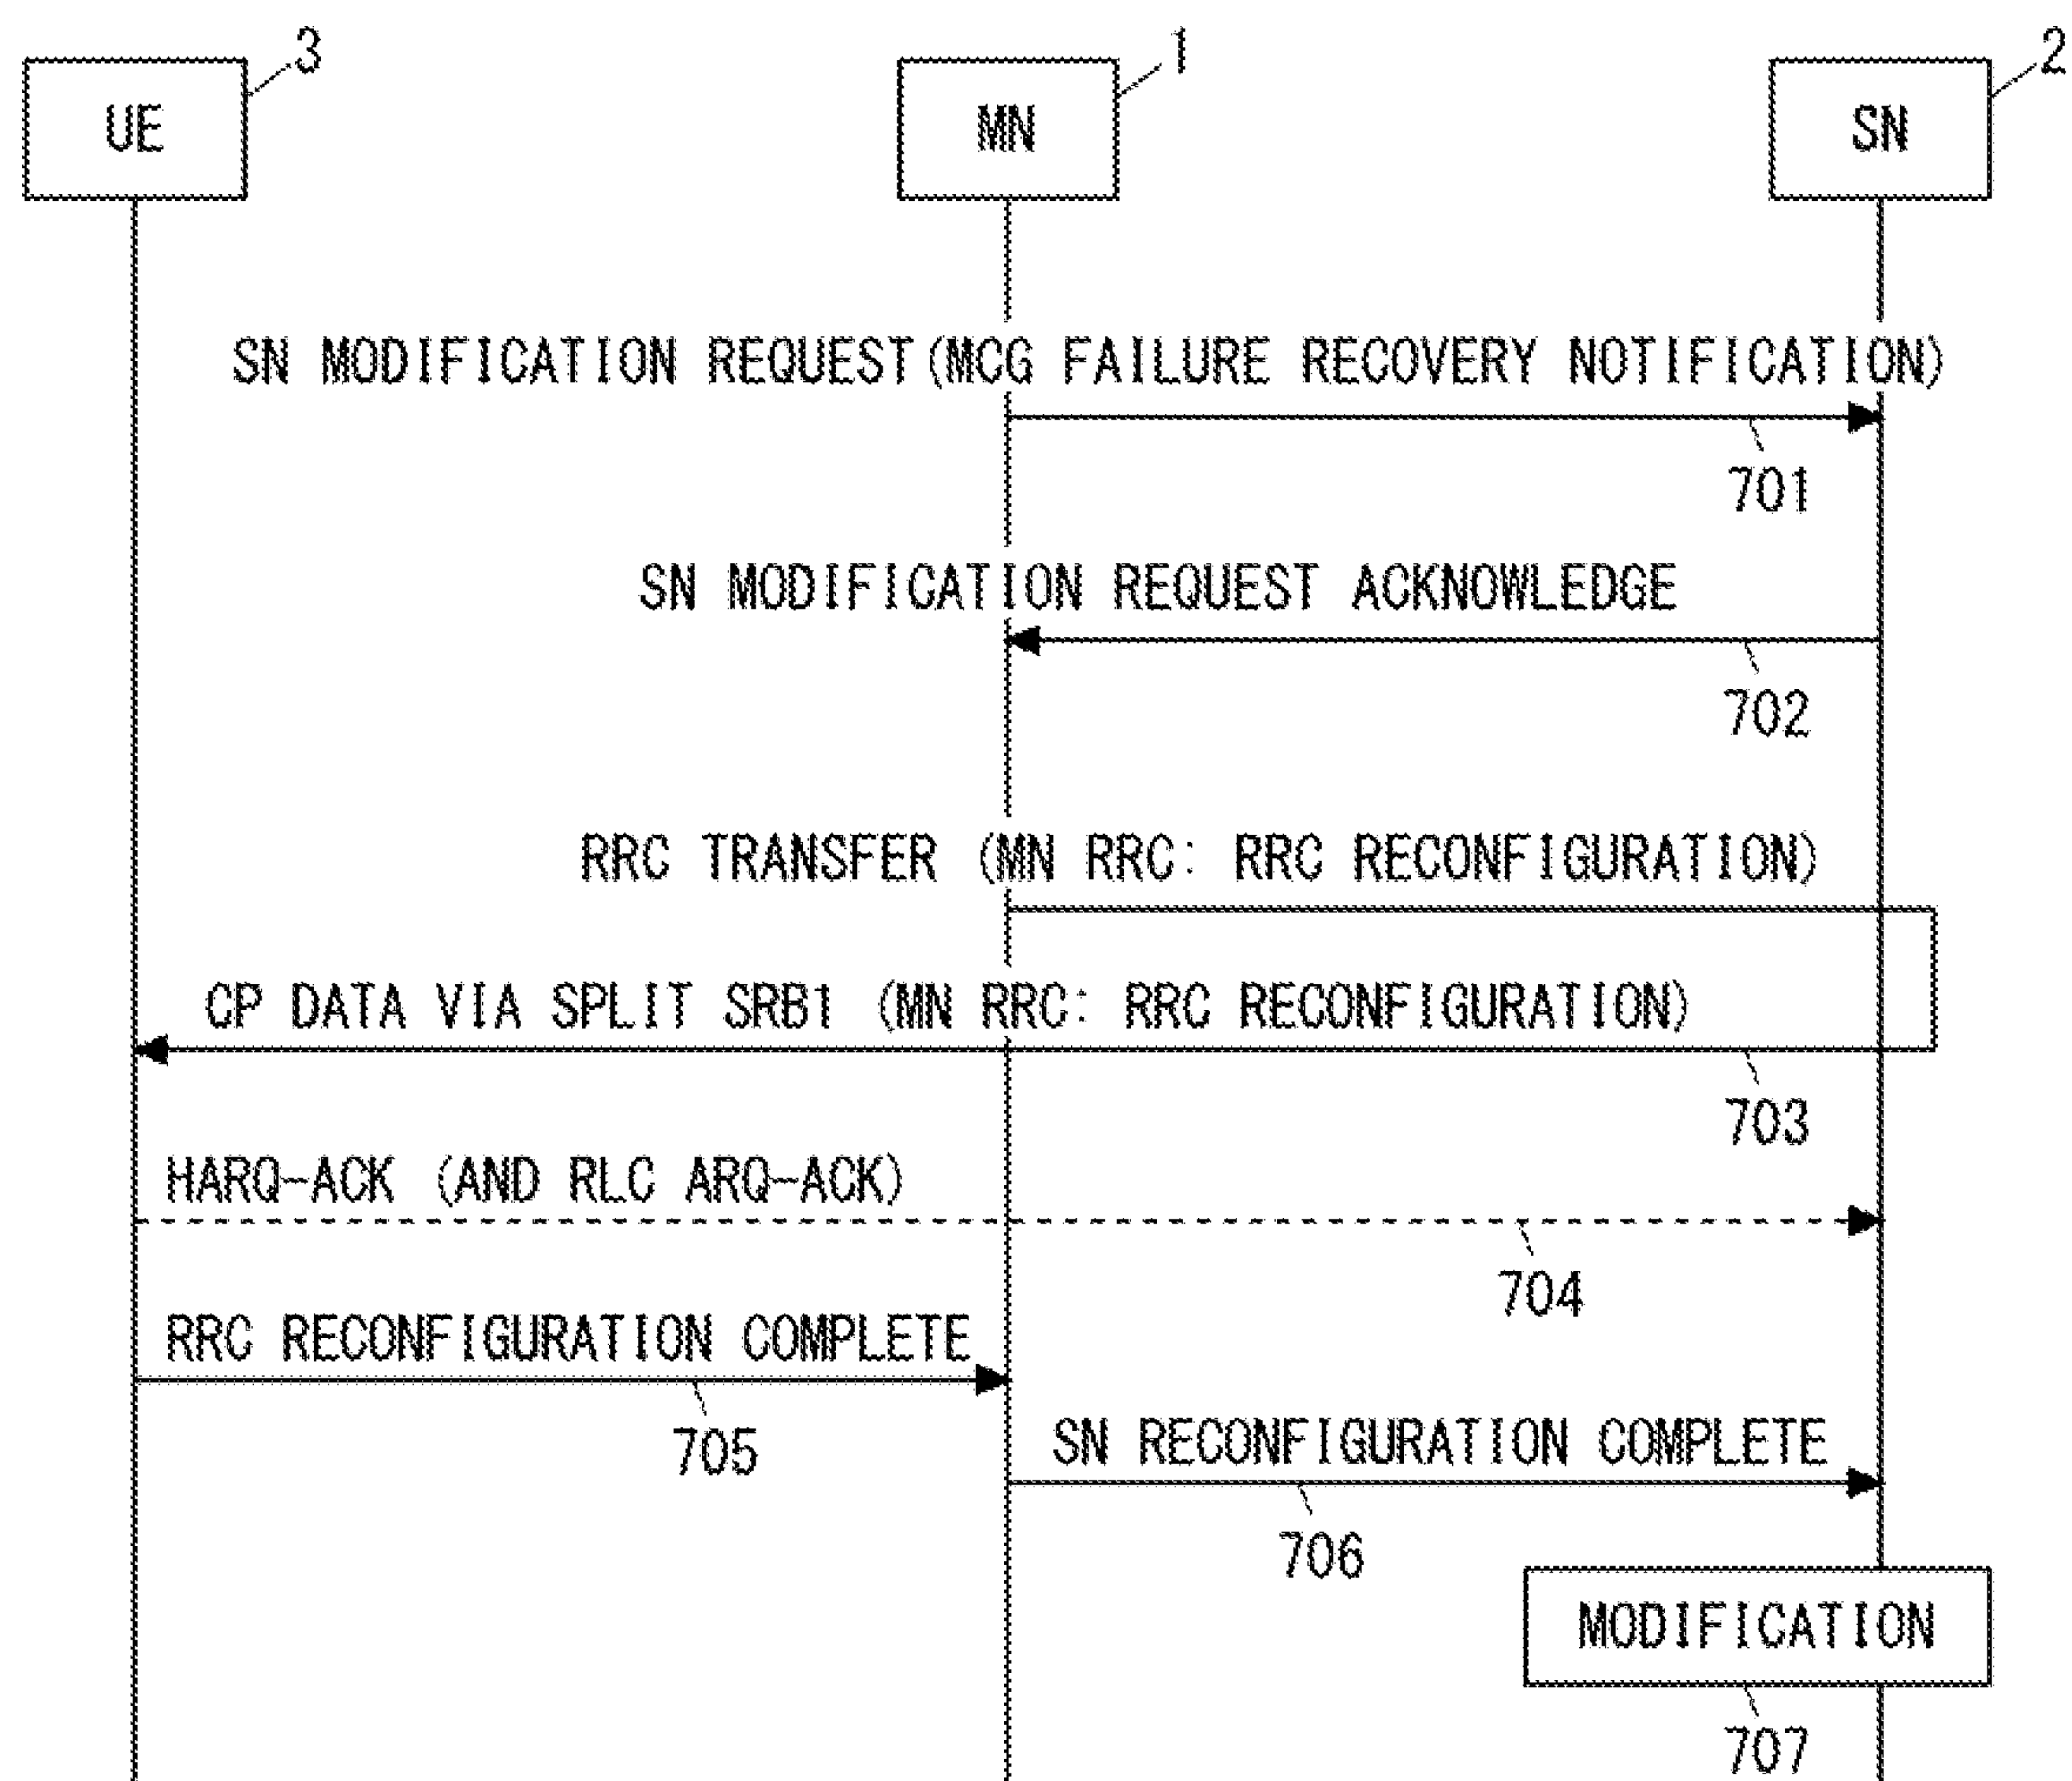 3
1
2
UE
MN
SN
SN MODIFICATION REQUEST(MCG FAILURE RECOVERY NOTIFICATION)
701
SN MODIFICATION REQUEST ACKNOWLEDGE
702
RRC TRANSFER (MN RRC: RRC RECONFIGURATION)
CP DATA VIA SPLIT SRB1 (MN RRC: RRC RECONFIGURATION)
703
HARQ-ACK (AND RLC ARQ-ACK)
704
RRC RECONFIGURATION COMPLETE
705
SN RECONFIGURATION COMPLETE
706
MODIFICATION
707